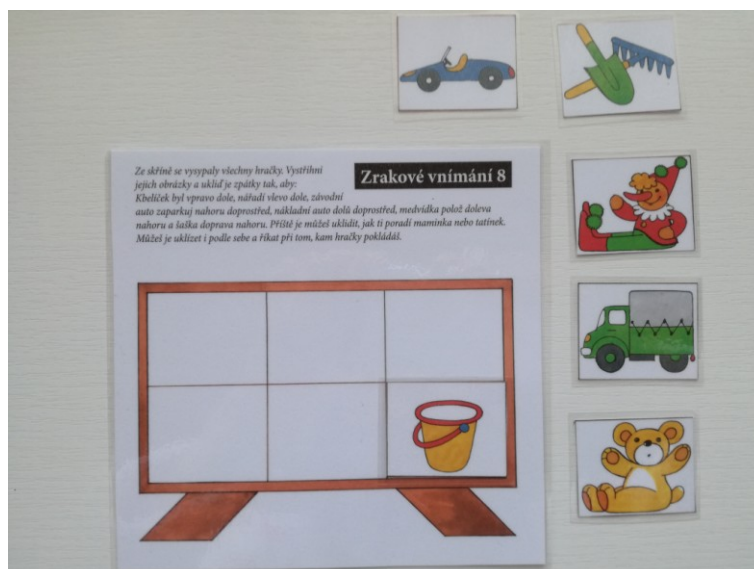 Ze skříně se vysypaly všechny hračky. Vystřihni
jejich obrázky a ukliď je zpátky tak, aby:
Zrakové vnímání 8
Kbelíček byl vpravo dole, nářadí vlevo dole, závodní
auto zaparkuj nahoru doprostřed, nákladní auto dolů doprostřed, medvídka polož doleva
nahoru a šaška doprava nahoru. Příště je můžeš uklidit, jak ti poradí maminka nebo tatínek.
Můžeš je uklízet i podle sebe a říkat při tom, kam hračky pokládáš.